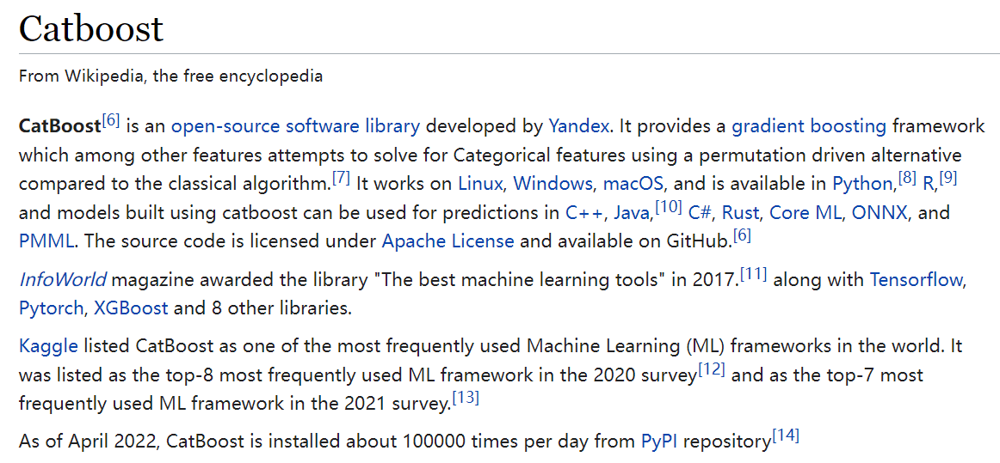 Catboost
From Wikipedia, the free encyclopedia
CatBoost[6] is an open-source software library developed by Yandex. It provides a gradient boosting framework
which among other features attempts to solve for Categorical features using a permutation driven alternative
compared to the classical algorithm.[7] It works on Linux, Windows, macOS, and is available in Python,[8] R,[9]
and models built using catboost can be used for predictions in C++, Java,[10] C#, Rust, Core ML, ONNX, and
PMML. The source code is licensed under Apache License and available on GitHub.[6]
InfoWorld magazine awarded the library "The best machine learning tools" in 2017.[11] along with Tensorflow,
Pytorch, XGBoost and 8 other libraries.
Kaggle listed CatBoost as one of the most frequently used Machine Learning (ML) frameworks in the world. It
was listed as the top-8 most frequently used ML framework in the 2020 survey[12] and as the top-7 most
frequently used ML framework in the 2021 survey.[13]
As of April 2022, CatBoost is installed about 100000 times per day from PyPI repository[14]